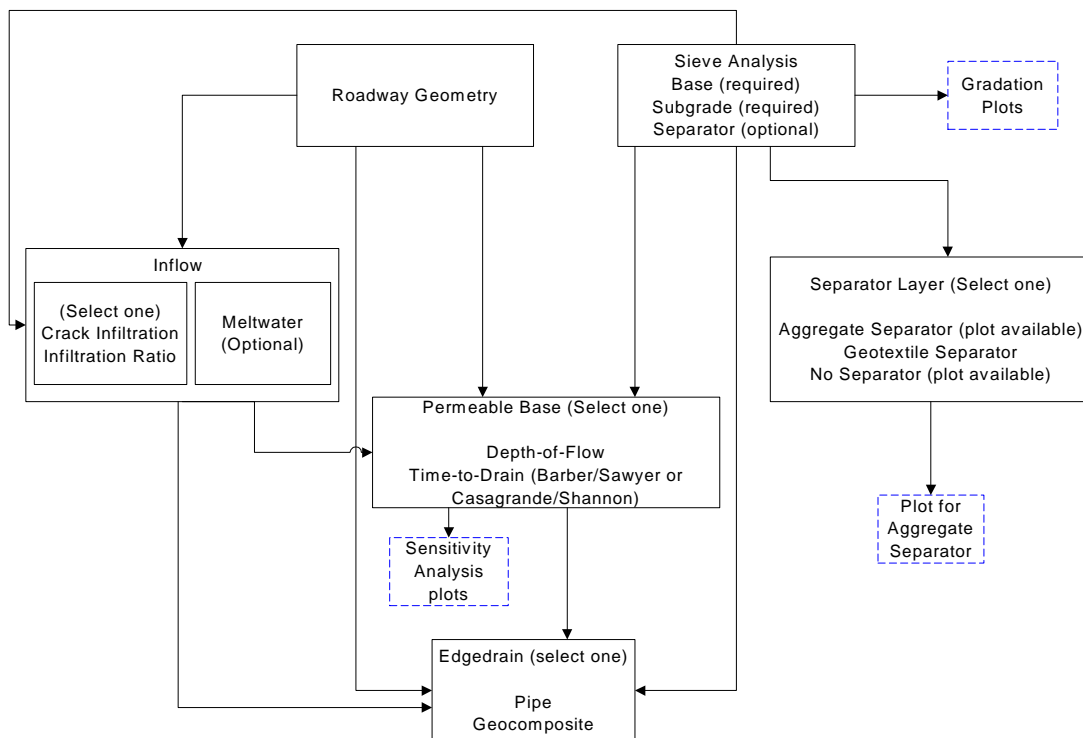 Roadway Geometry
Sieve Analysis
Base (required)
Subgrade (required)
Separator (optional)
Gradation
Plots
Inflow
(Select one)
Crack Infiltration
Infiltration Ratio
Meltwater
(Optional)
Separator Layer (Select one)
Aggregate Separator (plot available)
Geotextile Separator
No Separator (plot available)
Permeable Base (Select one)
Depth-of-Flow
Time-to-Drain (Barber/Sawyer or
Casagrande/Shannon)
Sensitivity
Analysis
plots
Plot for
Aggregate
Separator
Edgedrain (select one)
Pipe
Geocomposite